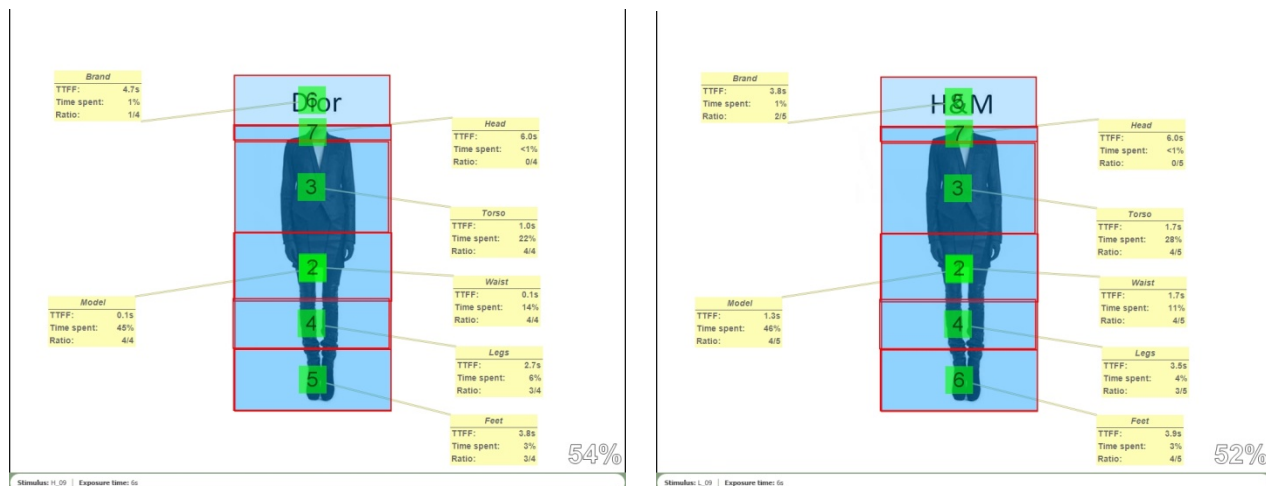 Brand
TTFF: 4.7s
Time spent: 1%
Ratio: 1/4
Dior
6
7
Head
TTFF: 6.0s
Time spent: <1%
Ratio: 0/4
3
Torso
TTFF: 1.0s
Time spent: 22%
Ratio: 4/4
2
Waist
TTFF: 0.1s
Time spent: 14%
Ratio: 4/4
Model
TTFF: 0.1s
Time spent: 45%
Ratio: 4/4
4
Legs
TTFF: 2.7s
Time spent: 6%
Ratio: 3/4
5
Feet
TTFF: 3.8s
Time spent: 3%
Ratio: 3/4
54%
Stimulus: H_09 | Exposure time: 6s
Brand
TTFF: 3.8s
Time spent: 1%
Ratio: 2/5
H&M
5
7
Head
TTFF: 6.0s
Time spent: <1%
Ratio: 0/5
3
Torso
TTFF: 1.7s
Time spent: 28%
Ratio: 4/5
2
Waist
TTFF: 1.7s
Time spent: 11%
Ratio: 4/5
Model
TTFF: 1.3s
Time spent: 46%
Ratio: 4/5
4
Legs
TTFF: 3.5s
Time spent: 4%
Ratio: 3/5
6
Feet
TTFF: 3.9s
Time spent: 3%
Ratio: 4/5
52%
Stimulus: L_09 | Exposure time: 6s